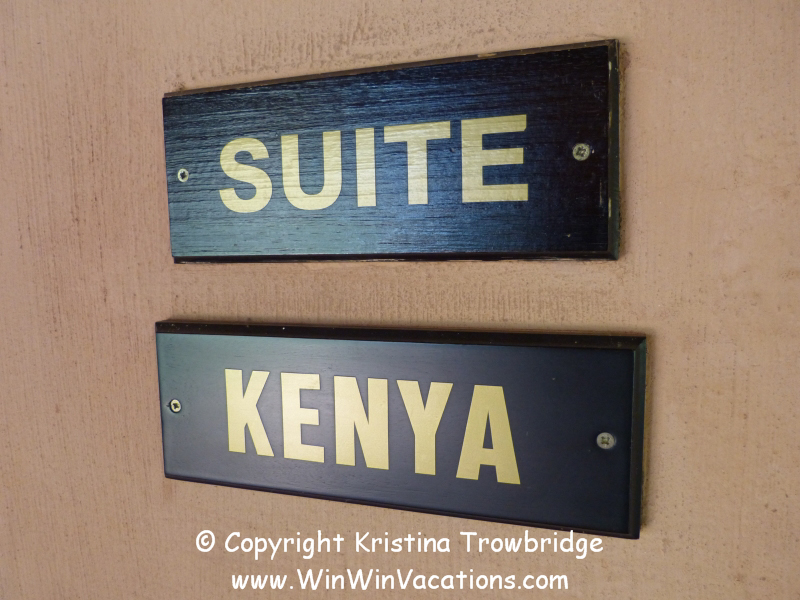 SUITE
KENYA
© Copyright Kristina Trowbridge
www.WinWinVacations.com